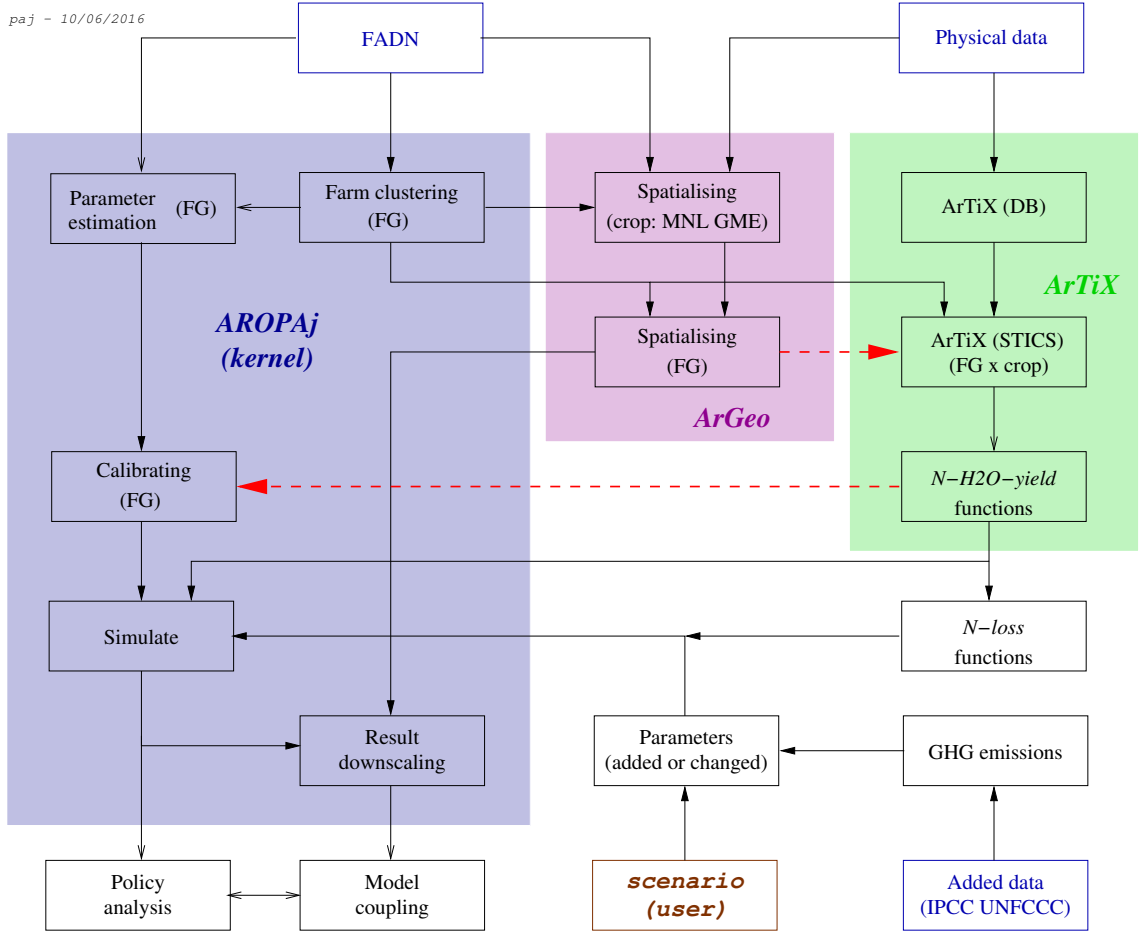 paj - 10/06/2016
FADN
Physical data
Parameter
estimation
(FG)
Farm clustering
(FG)
Spatialising
(crop: MNL GME)
ArTiX (DB)
ArTiX
AROPAj
(kernel)
Spatialising
(FG)
ArTiX (STICS)
(FG x crop)
ArGeo
Calibrating
(FG)
N−H2O−yield
functions
Simulate
N−loss
functions
Result
downscaling
Parameters
(added or changed)
GHG emissions
Policy
analysis
Model
coupling
scenario
(user)
Added data
(IPCC UNFCCC)